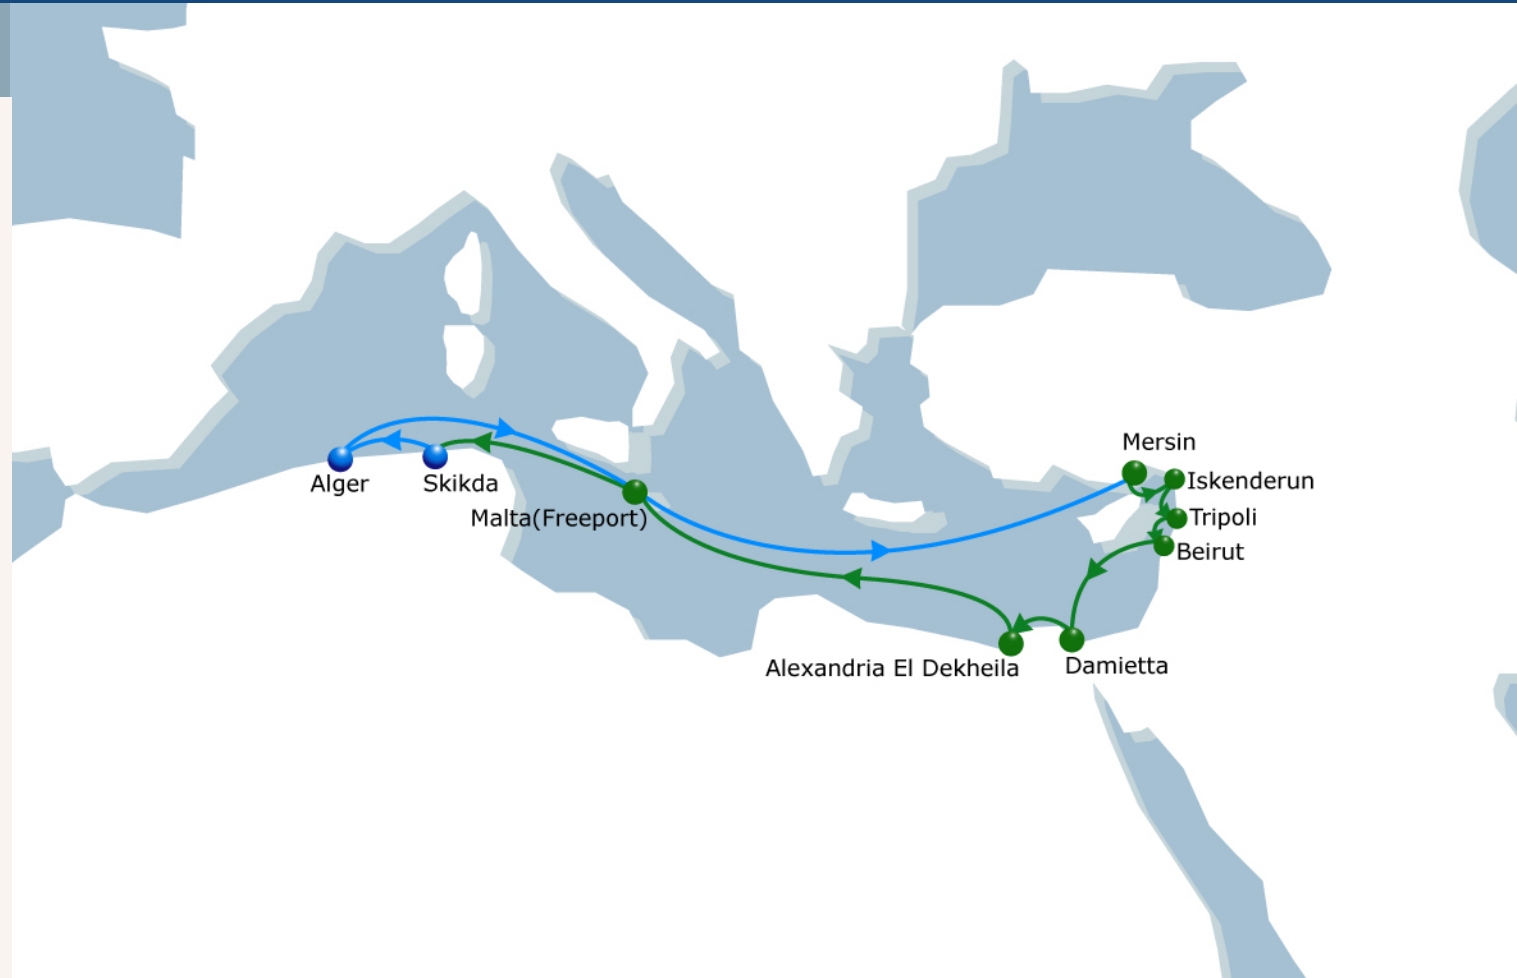 Mersin
Iskenderun
Alger
Skikda
Malta(Freeport)
Tripoli
Beirut
Alexandria El Dekheila
Damietta